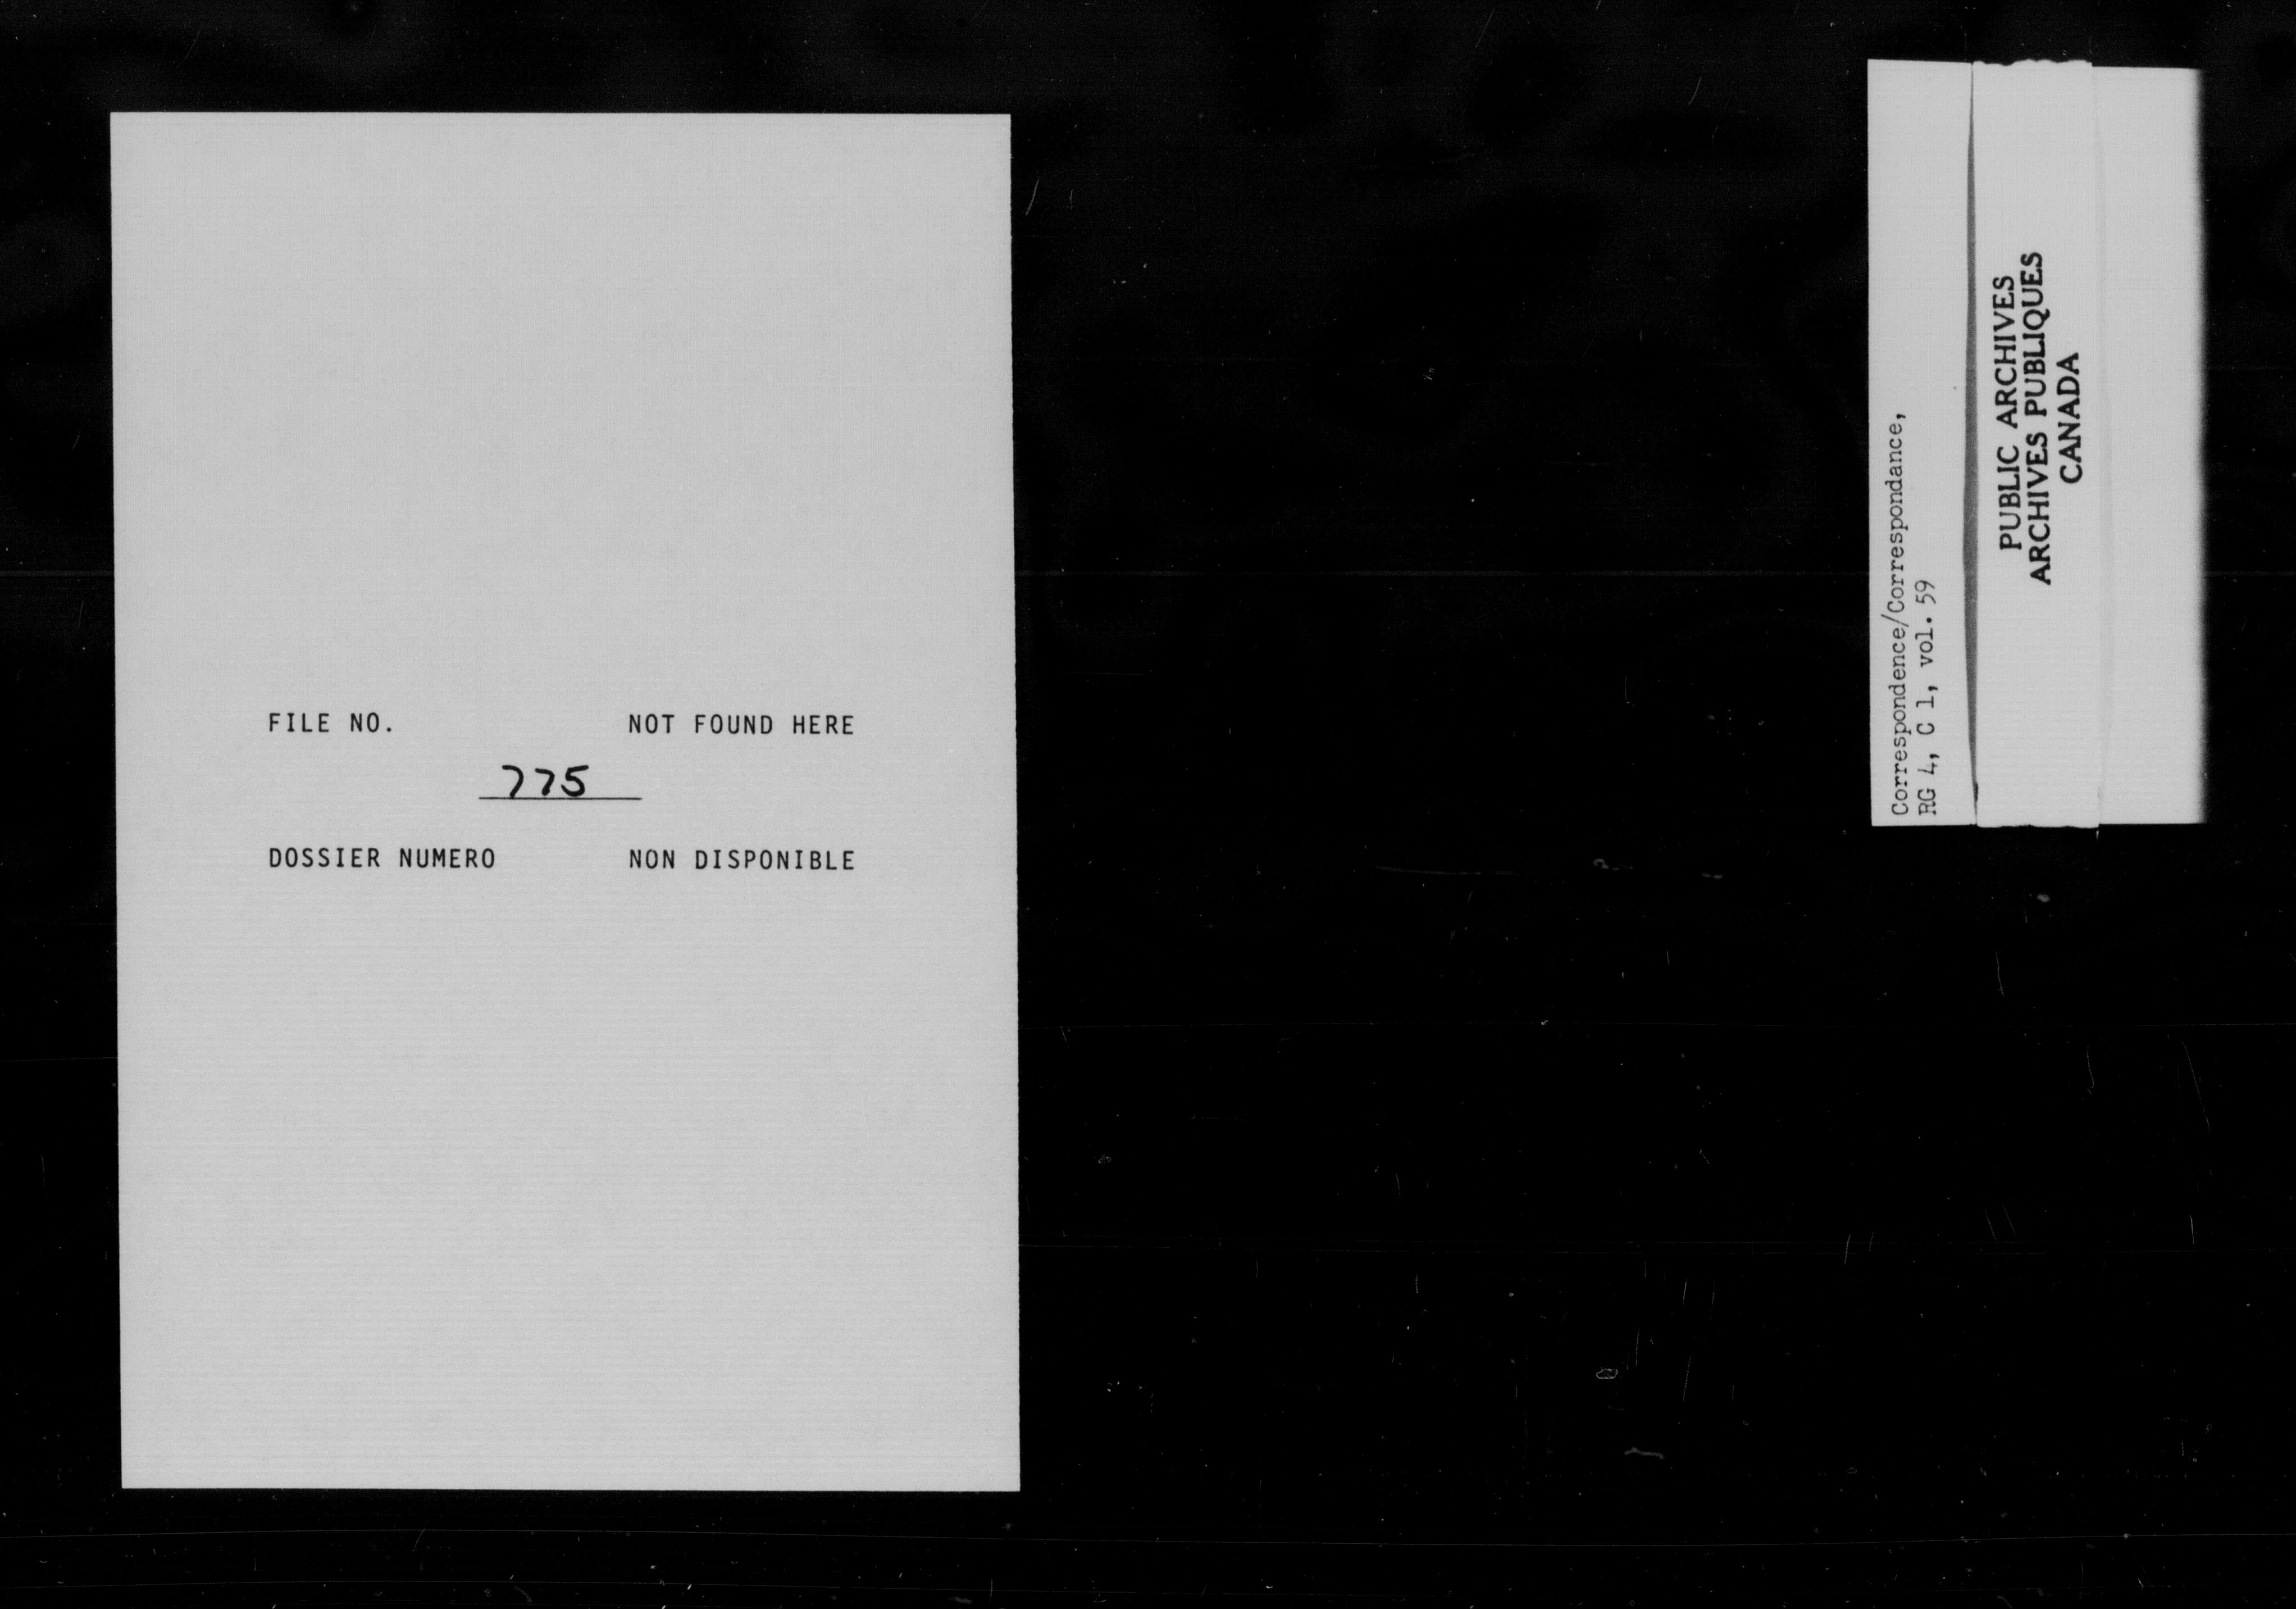 FILE NO. NOT FOUND HERE
775
DOSSIER NUMERO NON DISPONIBLE
Correspondence/Correspondance,
RG 4, C 1, vol. 59
PUBLIC ARCHIVES
ARCHIVES PUBLIQUES
CANADA